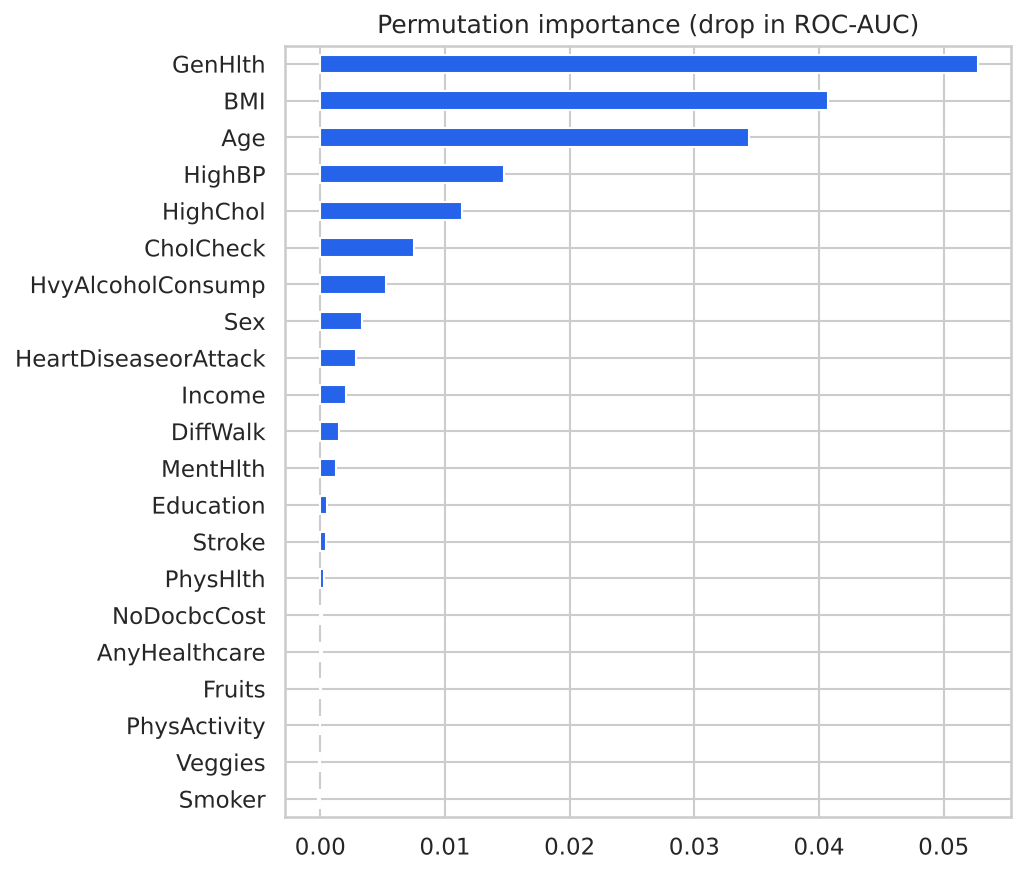 Permutation importance (drop in ROC-AUC)
GenHlth
BMI
Age
HighBP
HighChol
CholCheck
HvyAlcoholConsump
Sex
HeartDiseaseorAttack
Income
DiffWalk
MentHlth
Education
Stroke
PhysHlth
NoDocbcCost
AnyHealthcare
Fruits
PhysActivity
Veggies
Smoker
0.00 0.01 0.02 0.03 0.04 0.05